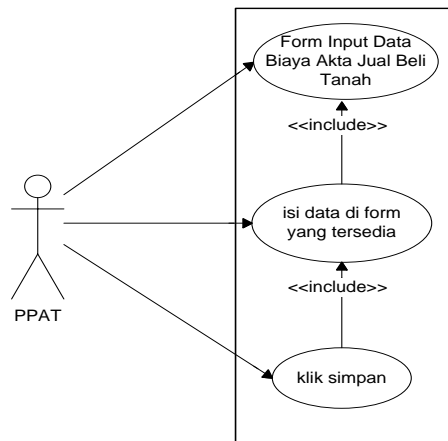 Form Input Data
Biaya Akta Jual Beli
Tanah
<<include>>
isi data di form
yang tersedia
<<include>>
PPAT
klik simpan